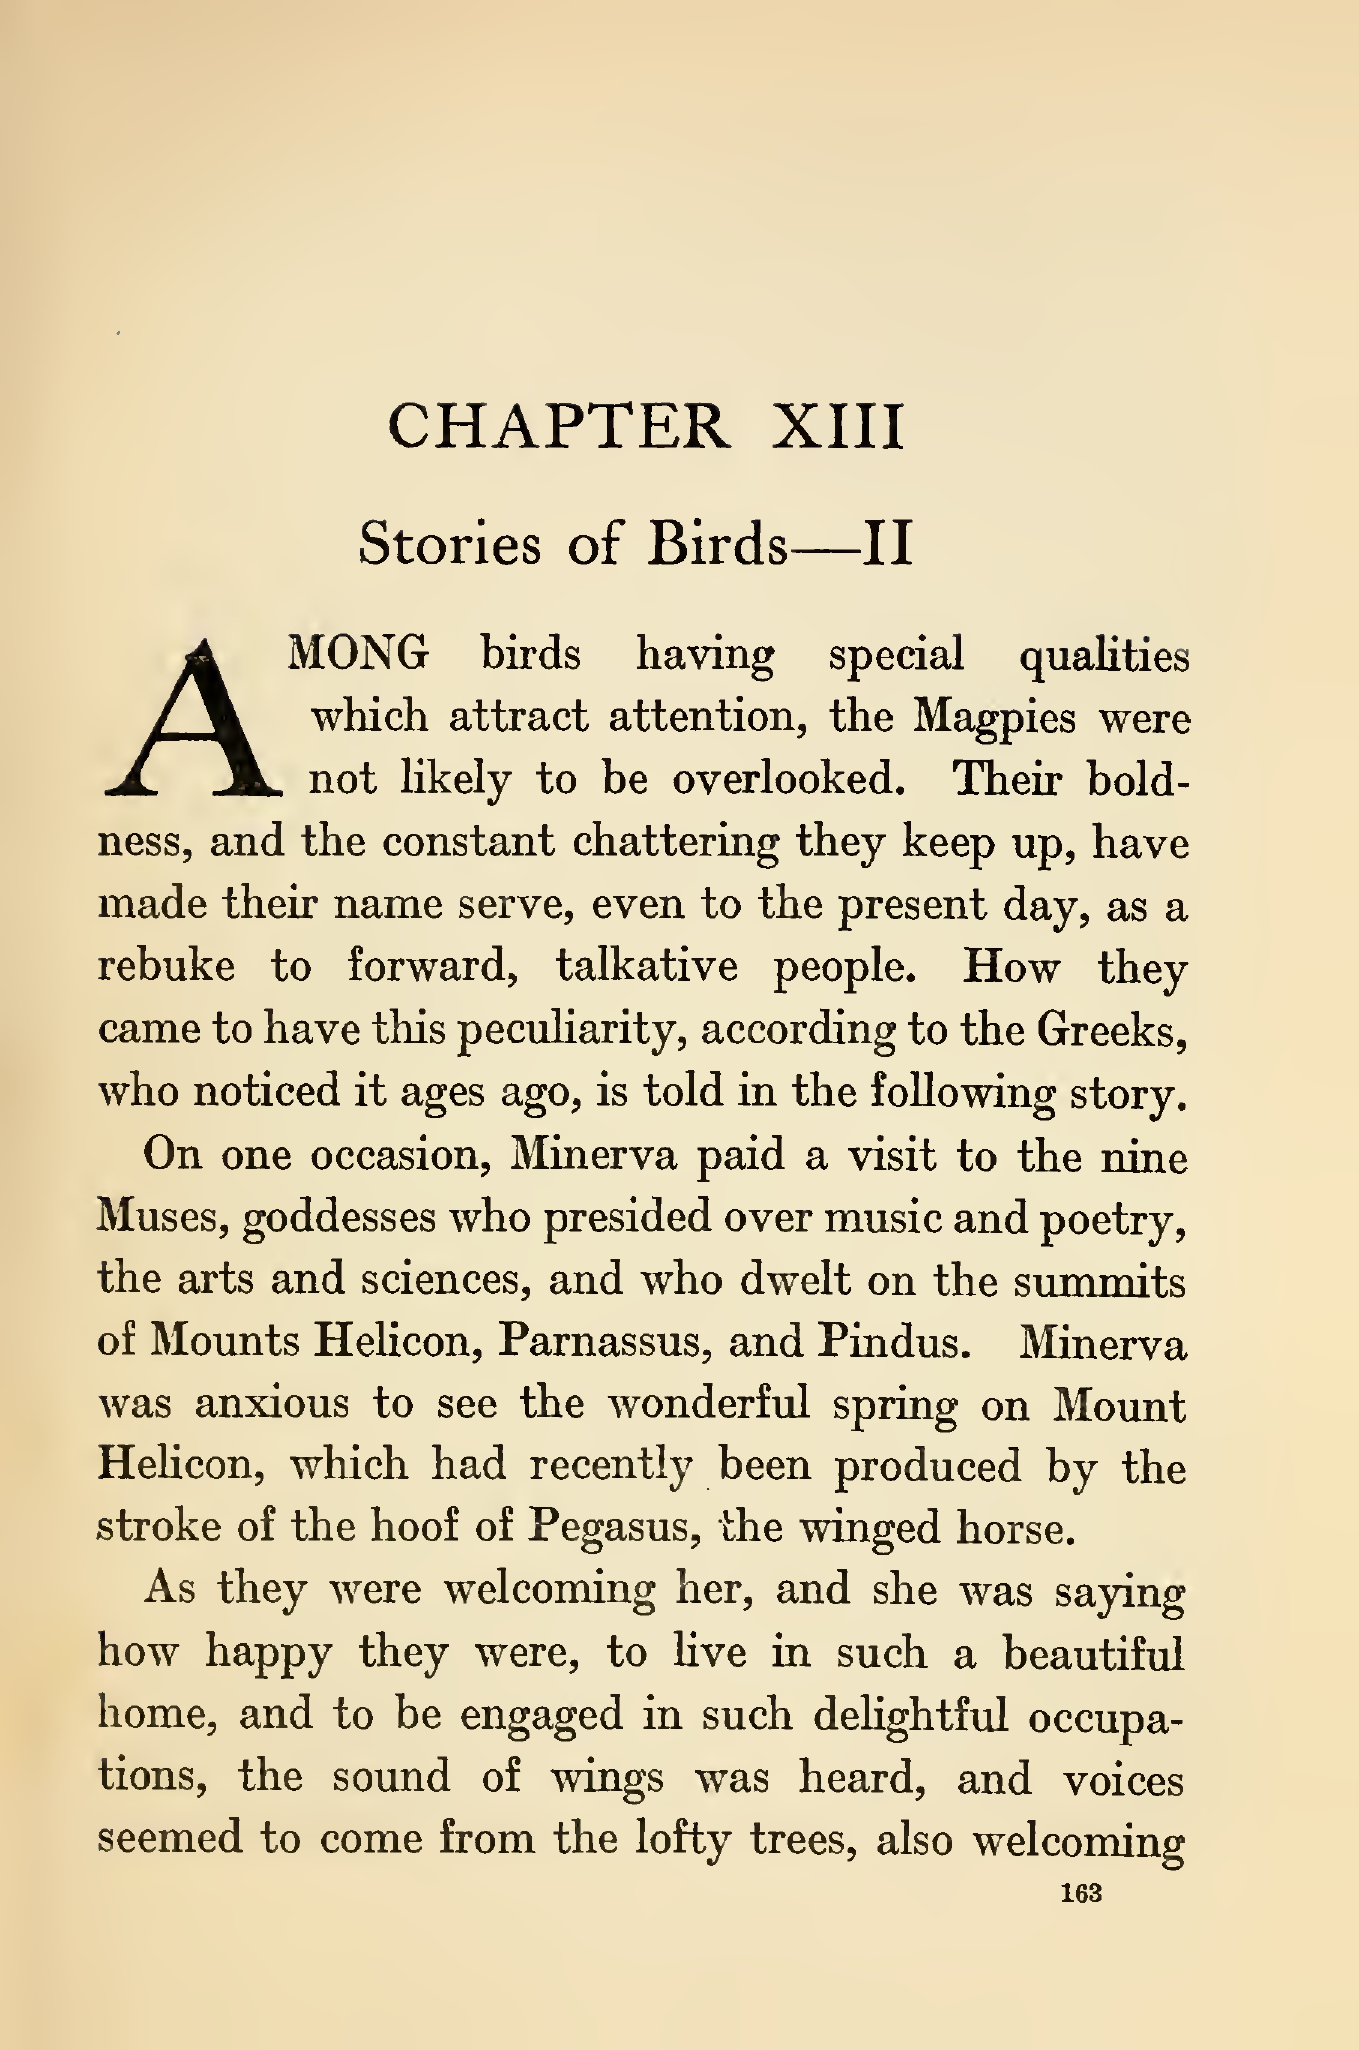 CHAPTER XIII
Stories of Birds—II
AMONG birds having special qualities
which attract attention, the Magpies were
not likely to be overlooked. Their bold-
ness, and the constant chattering they keep up, have
made their name serve, even to the present day, as a
rebuke to forward, talkative people. How they
came to have this peculiarity, according to the Greeks,
who noticed it ages ago, is told in the following story.
On one occasion, Minerva paid a visit to the nine
Muses, goddesses who presided over music and poetry,
the arts and sciences, and who dwelt on the summits
of Mounts Helicon, Parnassus, and Pindus. Minerva
was anxious to see the wonderful spring on Mount
Helicon, which had recently been produced by the
stroke of the hoof of Pegasus, the winged horse.
As they were welcoming her, and she was saying
how happy they were, to live in such a beautiful
home, and to be engaged in such delightful occupa-
tions, the sound of wings was heard, and voices
seemed to come from the lofty trees, also welcoming
163